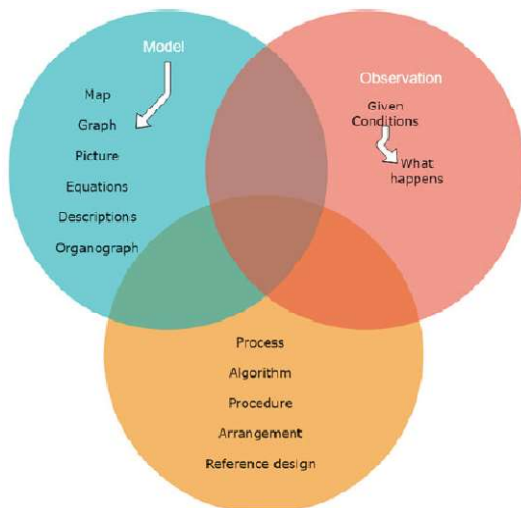 Model
Map
Graph
Picture
Equations
Descriptions
Organograph
Observation
Given
Conditions
What
happens
Process
Algorithm
Procedure
Arrangement
Reference design